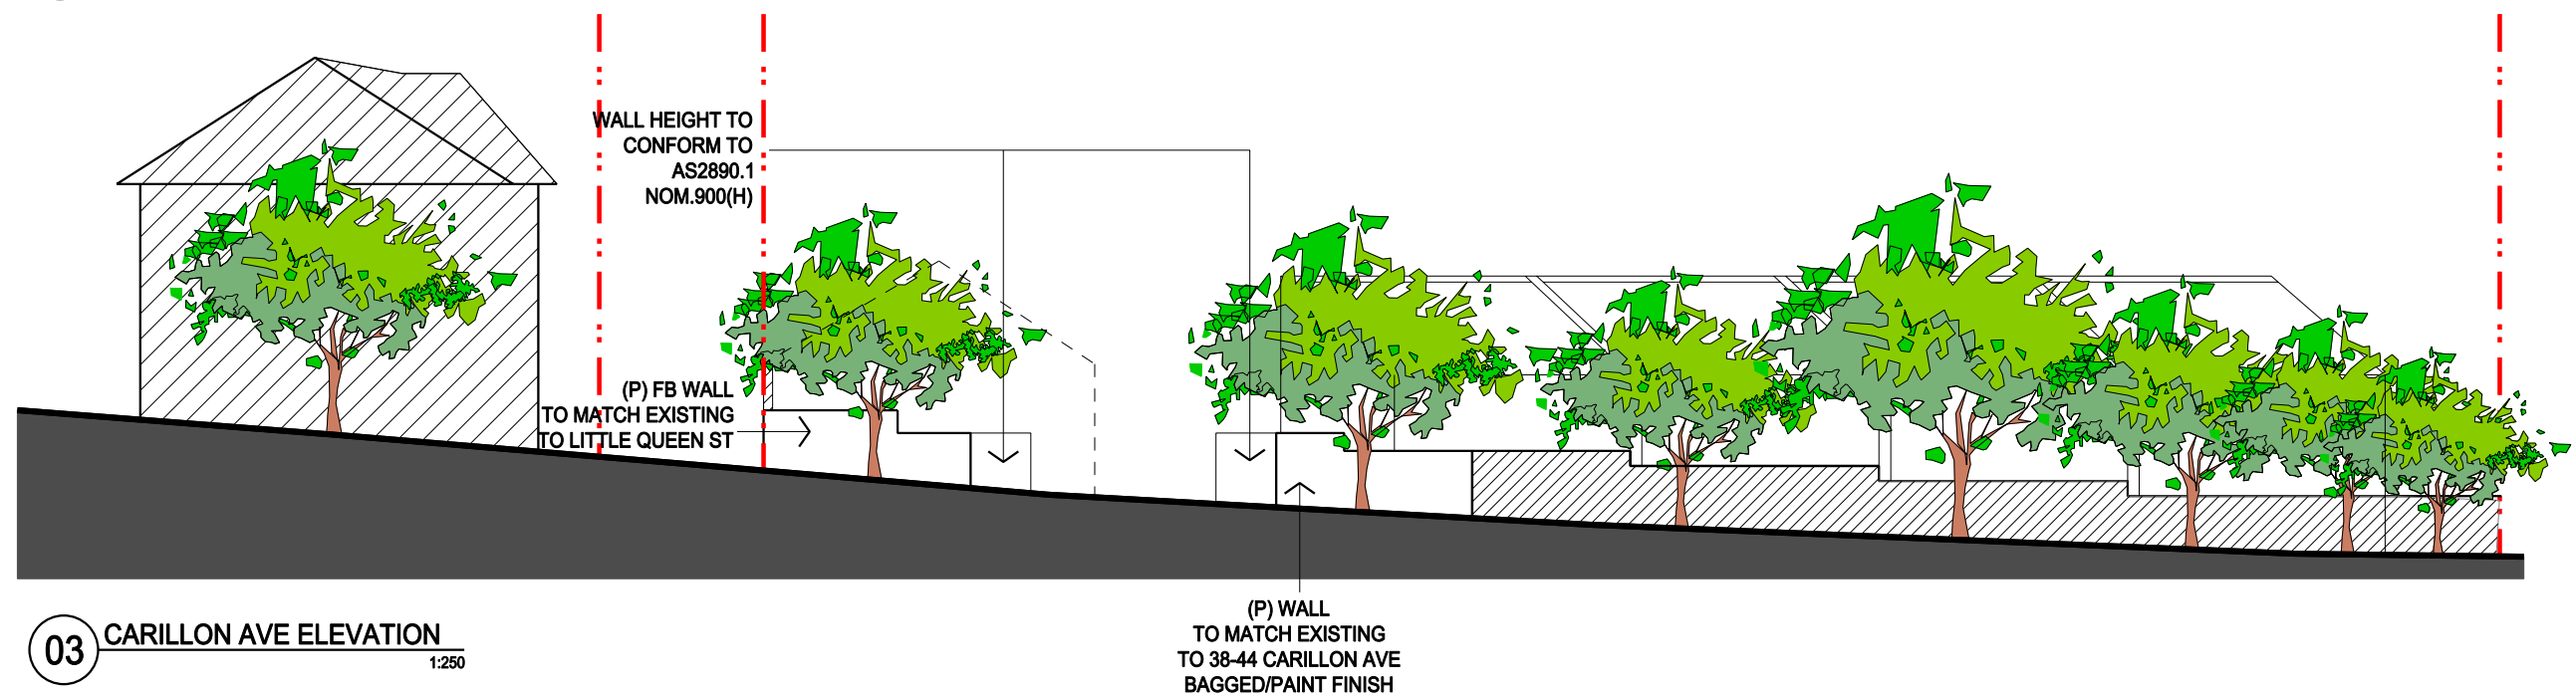 WALL HEIGHT TO
CONFORM TO
AS2890.1
NOM.900(H)
(P) FB WALL
TO MATCH EXISTING
TO LITTLE QUEEN ST
(P) WALL
TO MATCH EXISTING
TO 38-44 CARILLON AVE
BAGGED/PAINT FINISH
03
CARILLON AVE ELEVATION
1:250